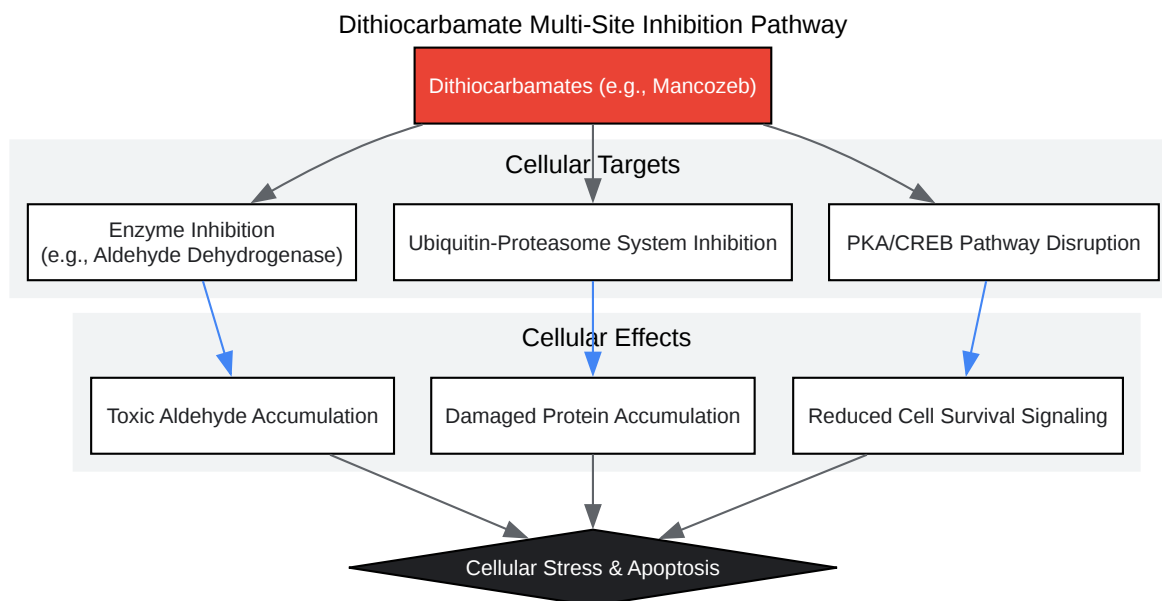 Dithiocarbamate Multi-Site Inhibition Pathway
Dithiocarbamates (e.g., Mancozeb)
Cellular Targets
Enzyme Inhibition
(e.g., Aldehyde Dehydrogenase)
Ubiquitin-Proteasome System Inhibition
PKA/CREB Pathway Disruption
Cellular Effects
Toxic Aldehyde Accumulation
Damaged Protein Accumulation
Reduced Cell Survival Signaling
Cellular Stress & Apoptosis